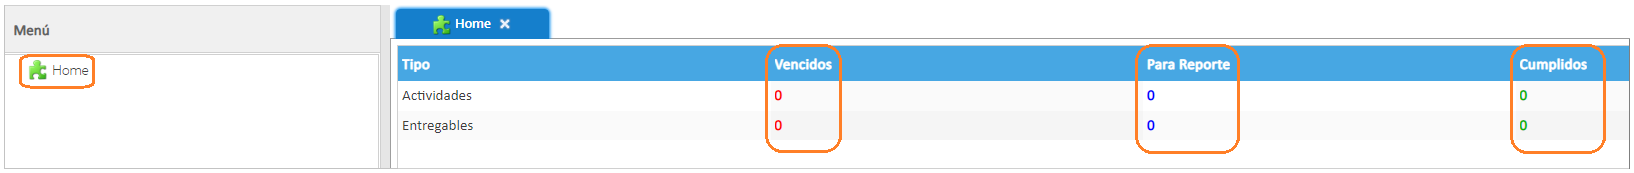 Menú
Home
Home
Tipo Vencidos Para Reporte Cumplidos
Actividades 0 0 0
Entregables 0 0 0